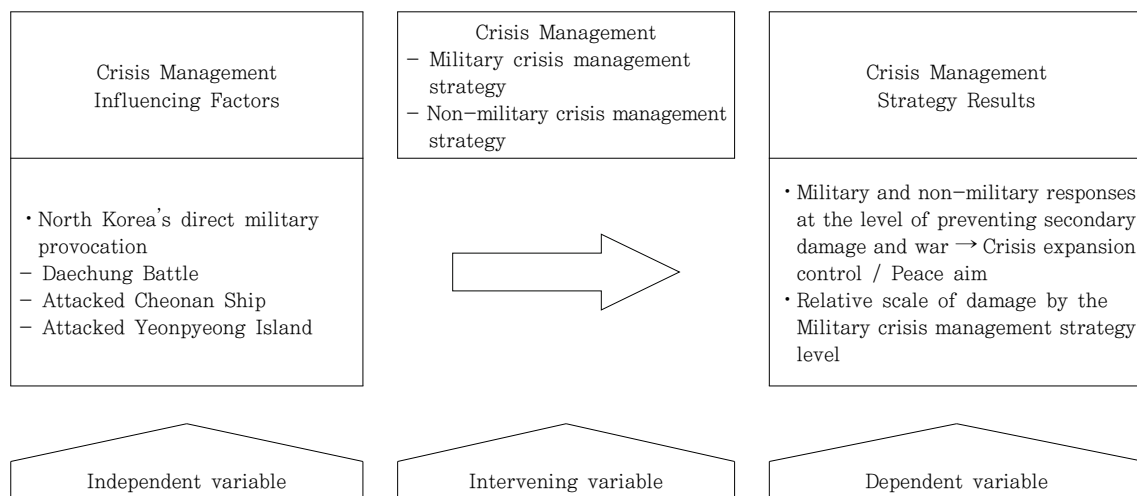 Crisis Management
Influencing Factors
· North Korea's direct military
provocation
− Daechung Battle
− Attacked Cheonan Ship
− Attacked Yeonpyeong Island
Independent variable
Crisis Management
− Military crisis management
strategy
− Non−military crisis management
strategy
Intervening variable
Crisis Management
Strategy Results
· Military and non−military responses
at the level of preventing secondary
damage and war → Crisis expansion
control / Peace aim
· Relative scale of damage by the
Military crisis management strategy
level
Dependent variable